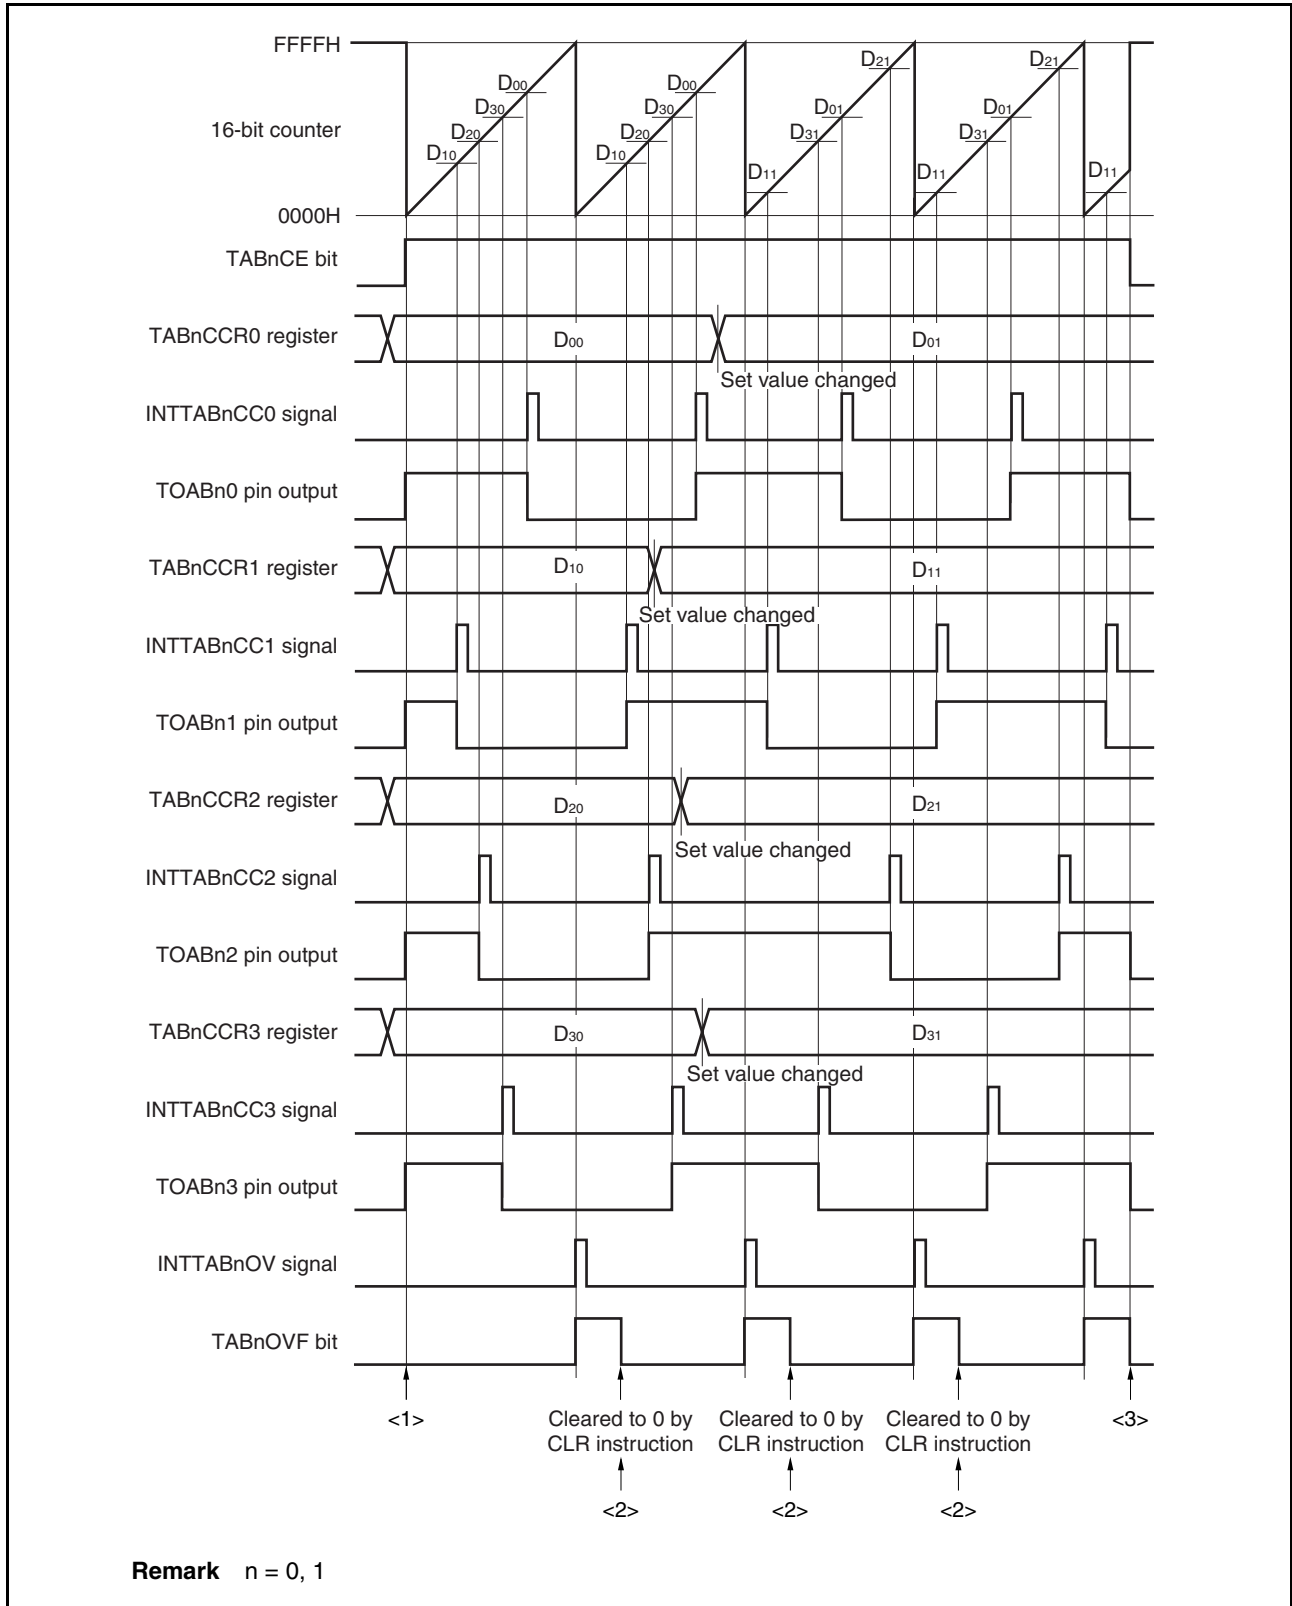 FFFFH
D21
D21
D00
D00
D30
D30
D01
D01
16-bit counter
D20
D20
D31
D31
D10
D10
D11
D11
D11
0000H
TABnCE bit
TABnCCR0 register
D00
D01
Set value changed
INTTABnCC0 signal
TOABn0 pin output
TABnCCR1 register
D10
D11
Set value changed
INTTABnCC1 signal
TOABn1 pin output
TABnCCR2 register
D20
D21
Set value changed
INTTABnCC2 signal
TOABn2 pin output
TABnCCR3 register
D30
D31
Set value changed
INTTABnCC3 signal
TOABn3 pin output
INTTABnOV signal
TABnOVF bit
<1>
Cleared to 0 by
CLR instruction
Cleared to 0 by
CLR instruction
Cleared to 0 by
CLR instruction
<3>
<2>
<2>
<2>
Remark n = 0, 1